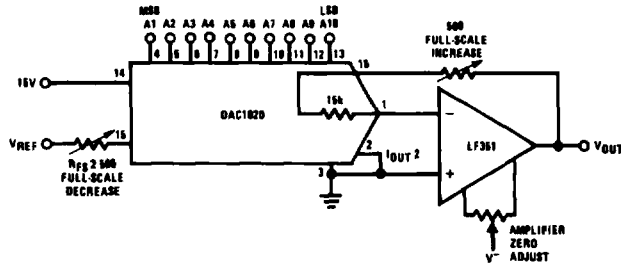 MSB LSB
A1 A2 A3 A4 A5 A6 A7 A8 A9 A10
4 5 6 7 8 9 10 11 12 13
500
FULL-SCALE
INCREASE
15V
14
16
15k
1
DAC1020
LF351
VOUT
VREF
15
RFS 2 500
FULL-SCALE
DECREASE
2
IOUT 2
3
AMPLIFIER
ZERO
ADJUST
V−